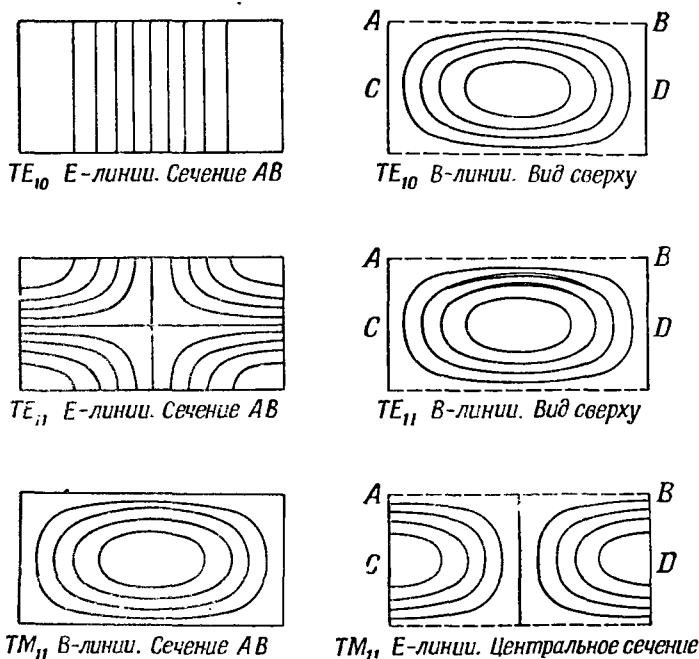 A B
C D
TE₁₀ E-линии. Сечение AB
TE₁₀ B-линии. Вид сверху
A B
C D
TE₁₁ E-линии. Сечение AB
TE₁₁ B-линии. Вид сверху
A B
C D
TM₁₁ B-линии. Сечение AB
TM₁₁ E-линии. Центральное сечение